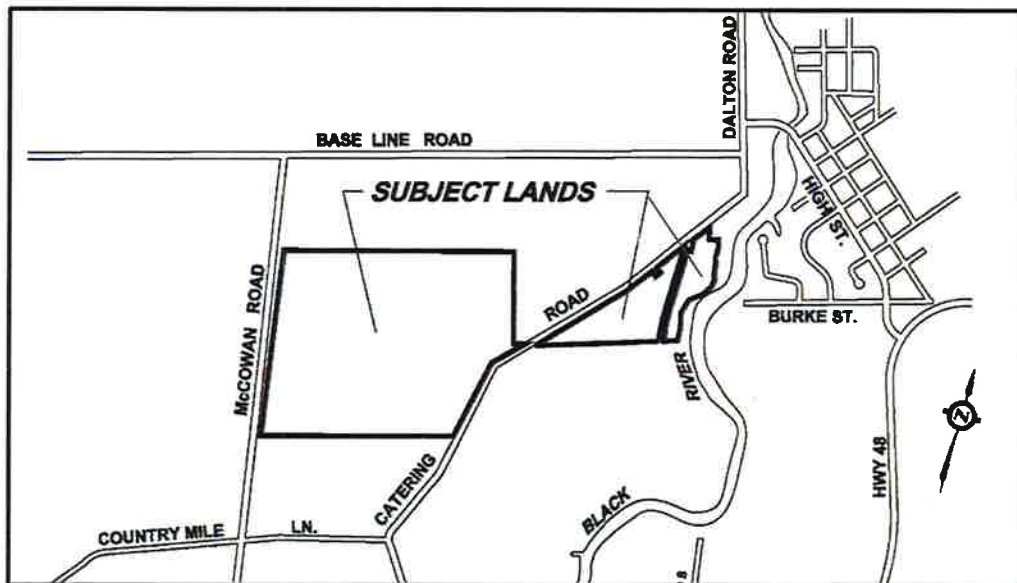 DALTON ROAD
BASE LINE ROAD
SUBJECT LANDS
HIGH ST.
McCOWAN ROAD
ROAD
BURKE ST.
RIVER
Z
HWY 48
CATERING
BLACK
COUNTRY MILE LN.
8